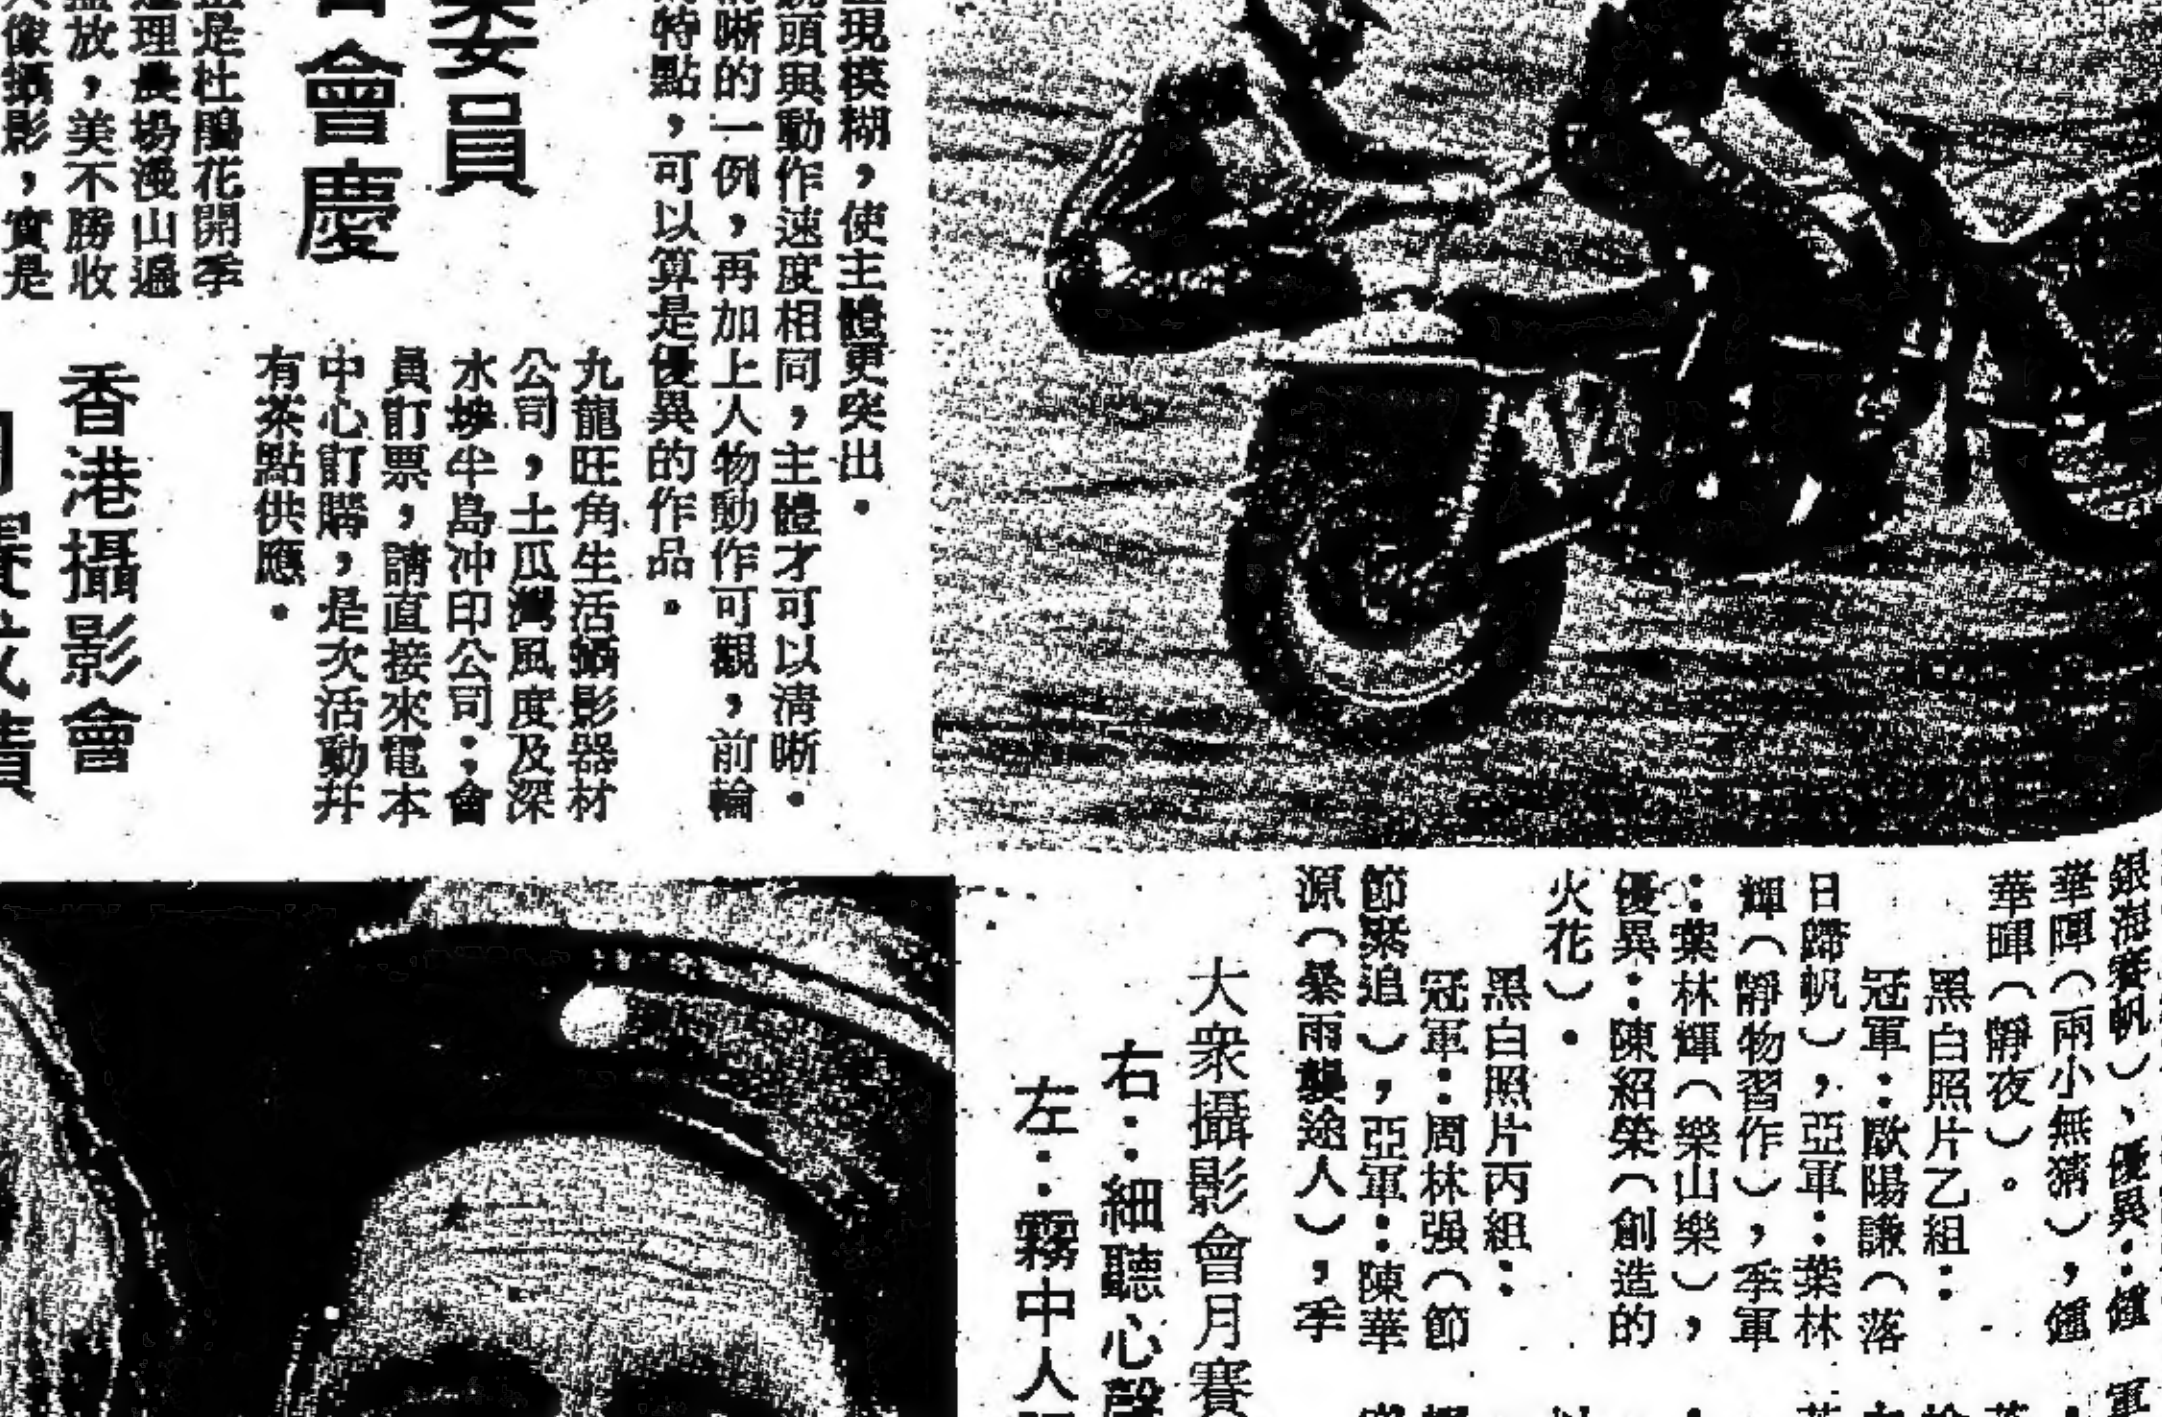 現模糊，使主體更突出．
鏡頭與動作速度相同，主體才可以清晰．
晰的一例，再加上人物動作可觀，前輪
特點，可以算是優異的作品．
委員
會慶
九龍旺角生活攝影器材
公司，土瓜灣風度及深
水埗半島冲印公司；會
員訂票，請直接來電本
中心訂購，是次活動幷
有茶點供應．
是杜鵑花開季
理農場漫山遍
放，美不勝收
像攝影，實是
香港攝影會
銀海賽帆），優異：鍾
華暉（兩小無猜），鍾
華暉（靜夜）。
黑白照片乙組：
冠軍：歐陽謙（落
日歸帆），亞軍：葉林
輝（靜物習作），季軍
：葉林輝（樂山樂），
優異：陳紹榮（創造的
火花）．
黑白照片丙組：
冠軍：周林强（節
節緊追），亞軍：陳華
源（暴雨襲途人），季
大衆攝影會月賽
右：細聽心聲
左：霧中人